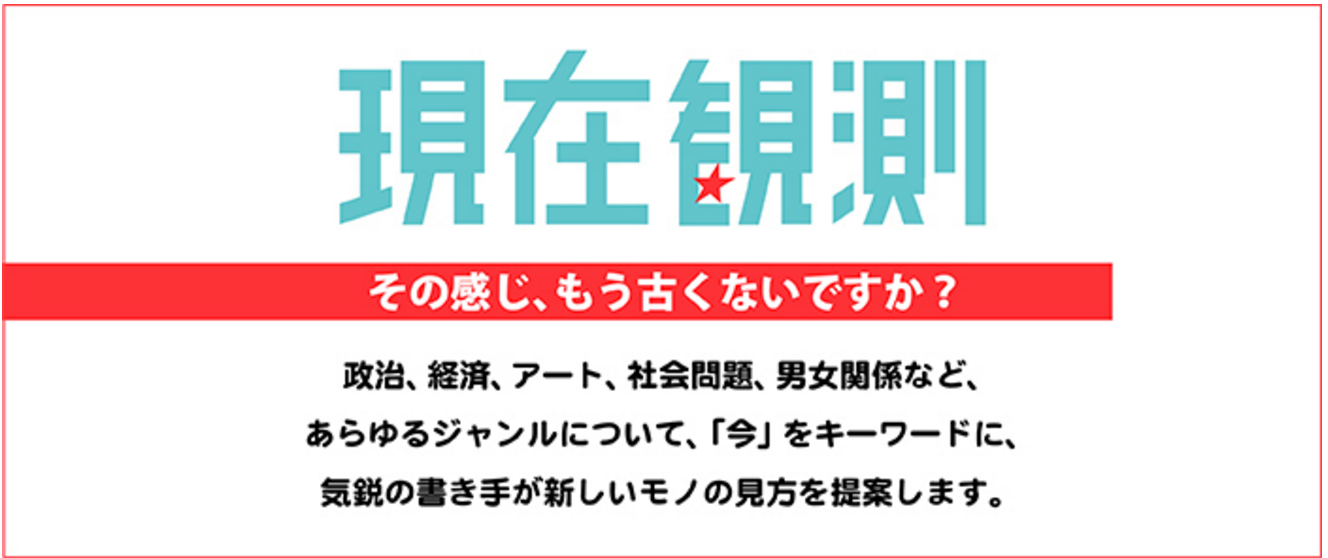 現在観測
その感じ、もう古くないですか？
政治、経済、アート、社会問題、男女関係など、
あらゆるジャンルについて、「今」をキーワードに、
気鋭の書き手が新しいモノの見方を提案します。